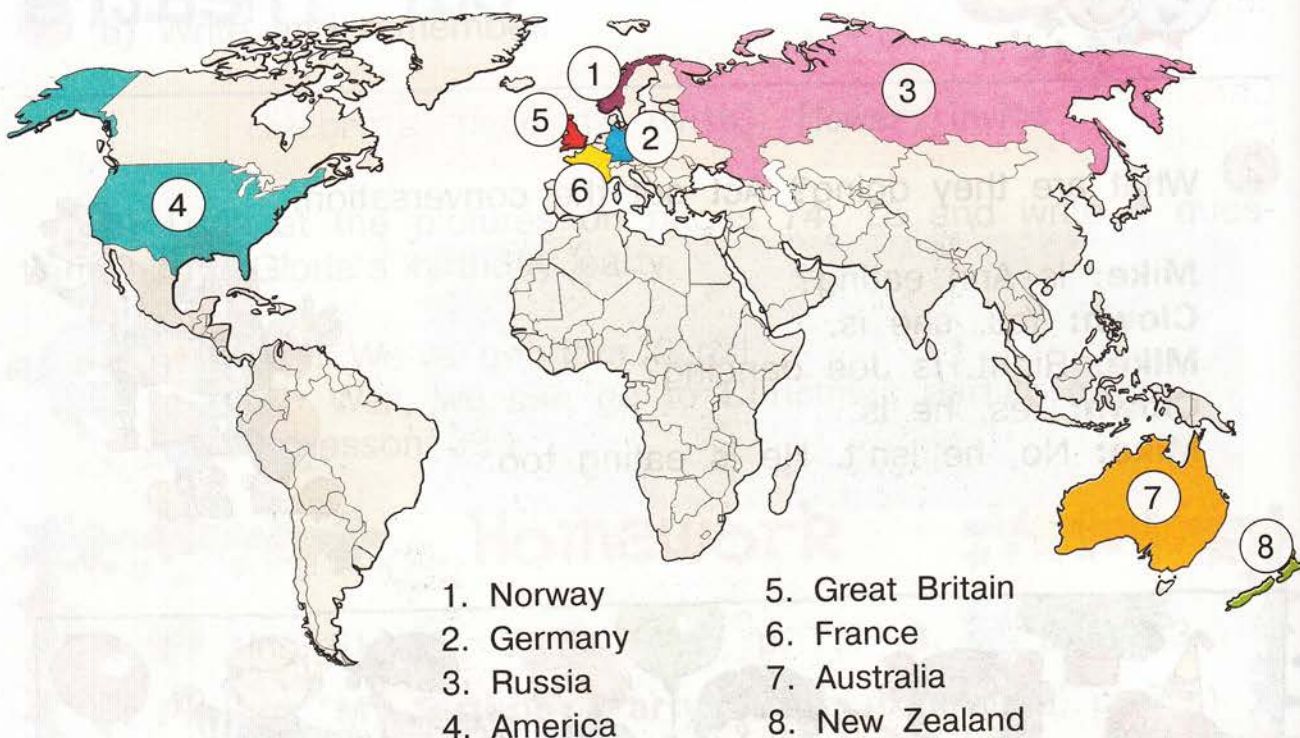 1
2
3
4
5
6
7
8
1. Norway
2. Germany
3. Russia
4. America
5. Great Britain
6. France
7. Australia
8. New Zealand